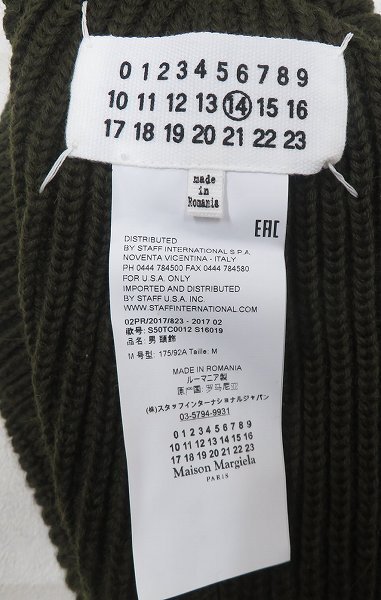 0 1 2 3 4 5 6 7 8 9
10 11 12 13 14 15 16
17 18 19 20 21 22 23
made
in
Romania
EAC
DISTRIBUTED
BY STAFF INTERNATIONAL S.P.A.
NOVENTA VICENTINA - ITALY
PH 0444 784500 FAX 0444 784580
FOR U.S.A. ONLY
IMPORTED AND DISTRIBUTED
BY STAFF U.S.A. INC.
WWW.STAFFINTERNATIONAL.COM
02PR/2017/823 - 2017 02
款号: S50TC0012 S16019
品名: 男 頭飾
M 号型: 175/92A Taille: M
MADE IN ROMANIA
ルーマニア製
原产国: 罗马尼亚
(株)スタッフインターナショナルジャパン
03-5794-9931
0 1 2 3 4 5 6 7 8 9
10 11 12 13 14 15 16
17 18 19 20 21 22 23
Maison Margiela
PARIS